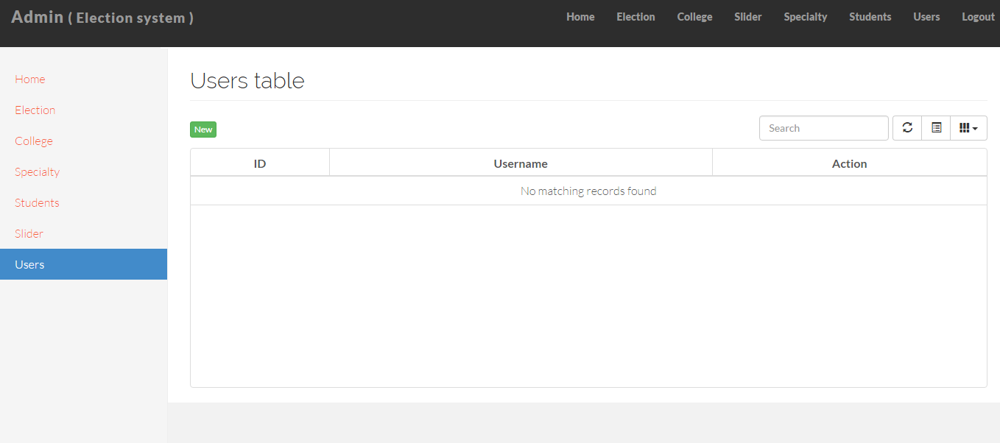 Admin ( Election system )
Home Election College Slider Specialty Students Users Logout
Home
Election
College
Specialty
Students
Slider
Users
Users table
New
Search
ID Username Action
No matching records found